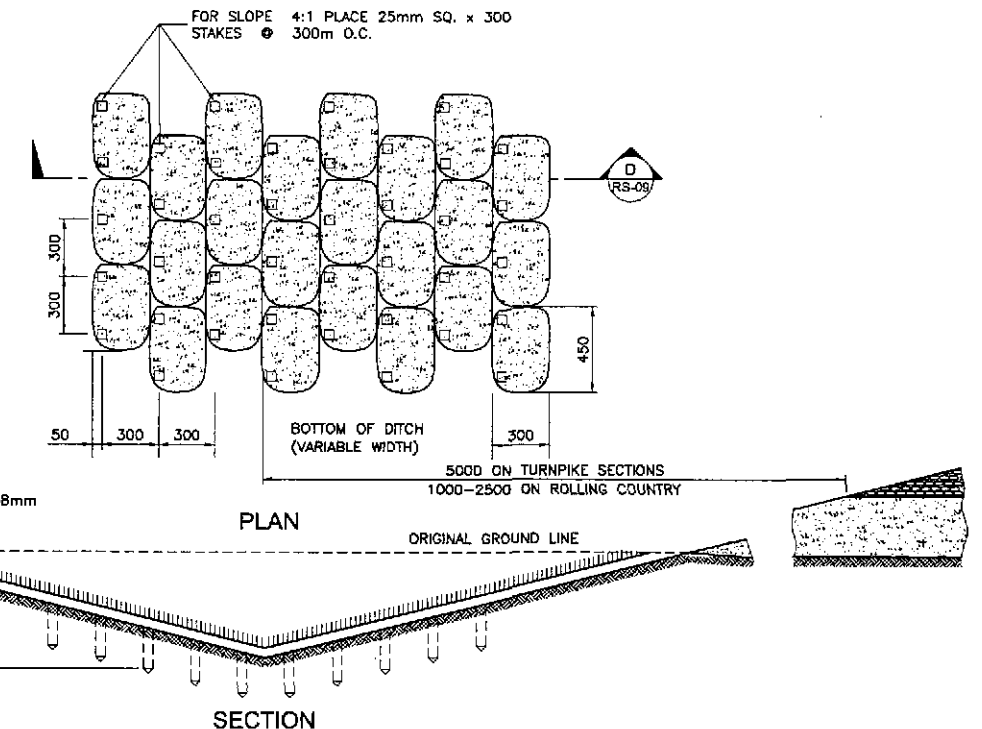 FOR SLOPE 4:1 PLACE 25mm SQ. x 300
STAKES @ 300m O.C.
D
RS-09
300
300
450
50
300
300
BOTTOM OF DITCH
(VARIABLE WIDTH)
300
5000 ON TURNPIKE SECTIONS
1000-2500 ON ROLLING COUNTRY
8mm
PLAN
ORIGINAL GROUND LINE
SECTION